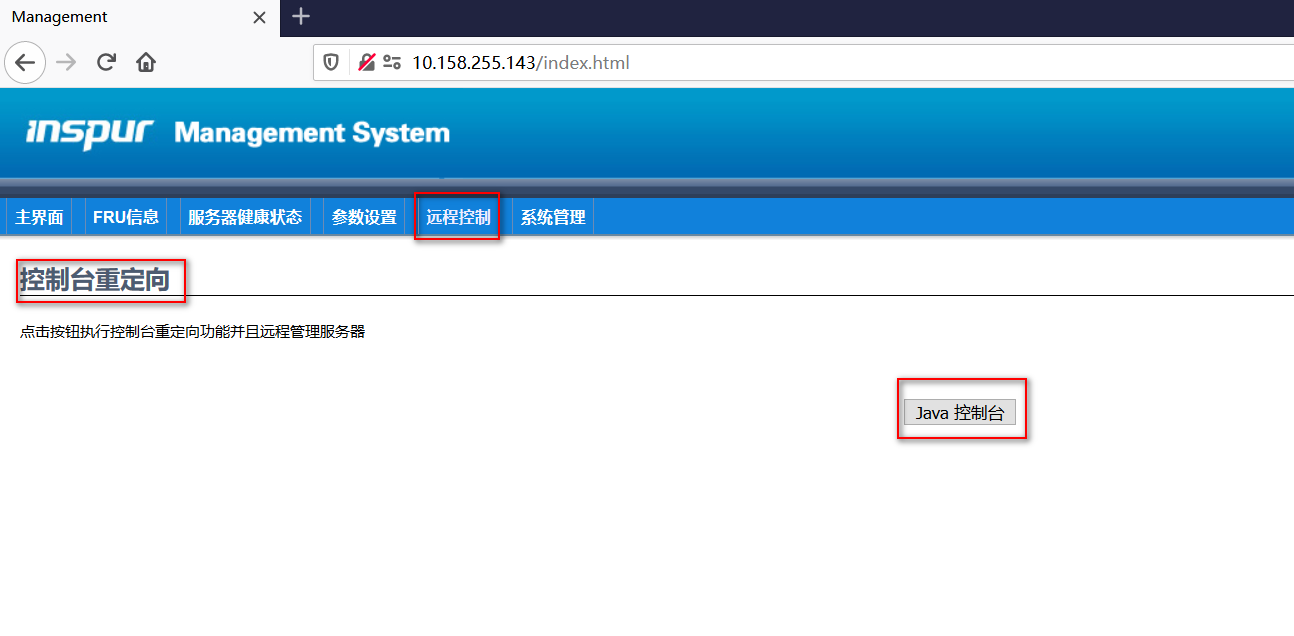 Management
10.158.255.143/index.html
inspur Management System
主界面 FRU信息 服务器健康状态 参数设置 远程控制 系统管理
控制台重定向
点击按钮执行控制台重定向功能并且远程管理服务器
Java 控制台